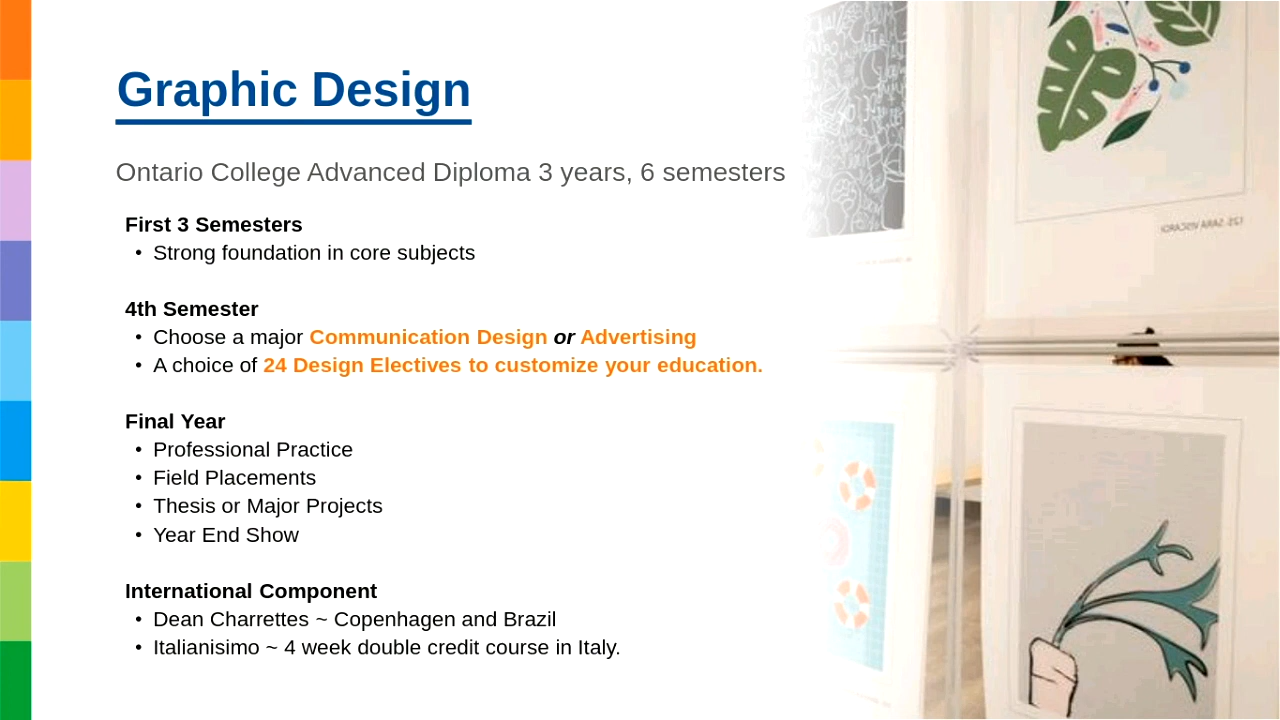 Graphic Design
Ontario College Advanced Diploma 3 years, 6 semesters
First 3 Semesters
• Strong foundation in core subjects
4th Semester
• Choose a major Communication Design or Advertising
• A choice of 24 Design Electives to customize your education.
Final Year
• Professional Practice
• Field Placements
• Thesis or Major Projects
• Year End Show
International Component
• Dean Charrettes ~ Copenhagen and Brazil
• Italianisimo ~ 4 week double credit course in Italy.